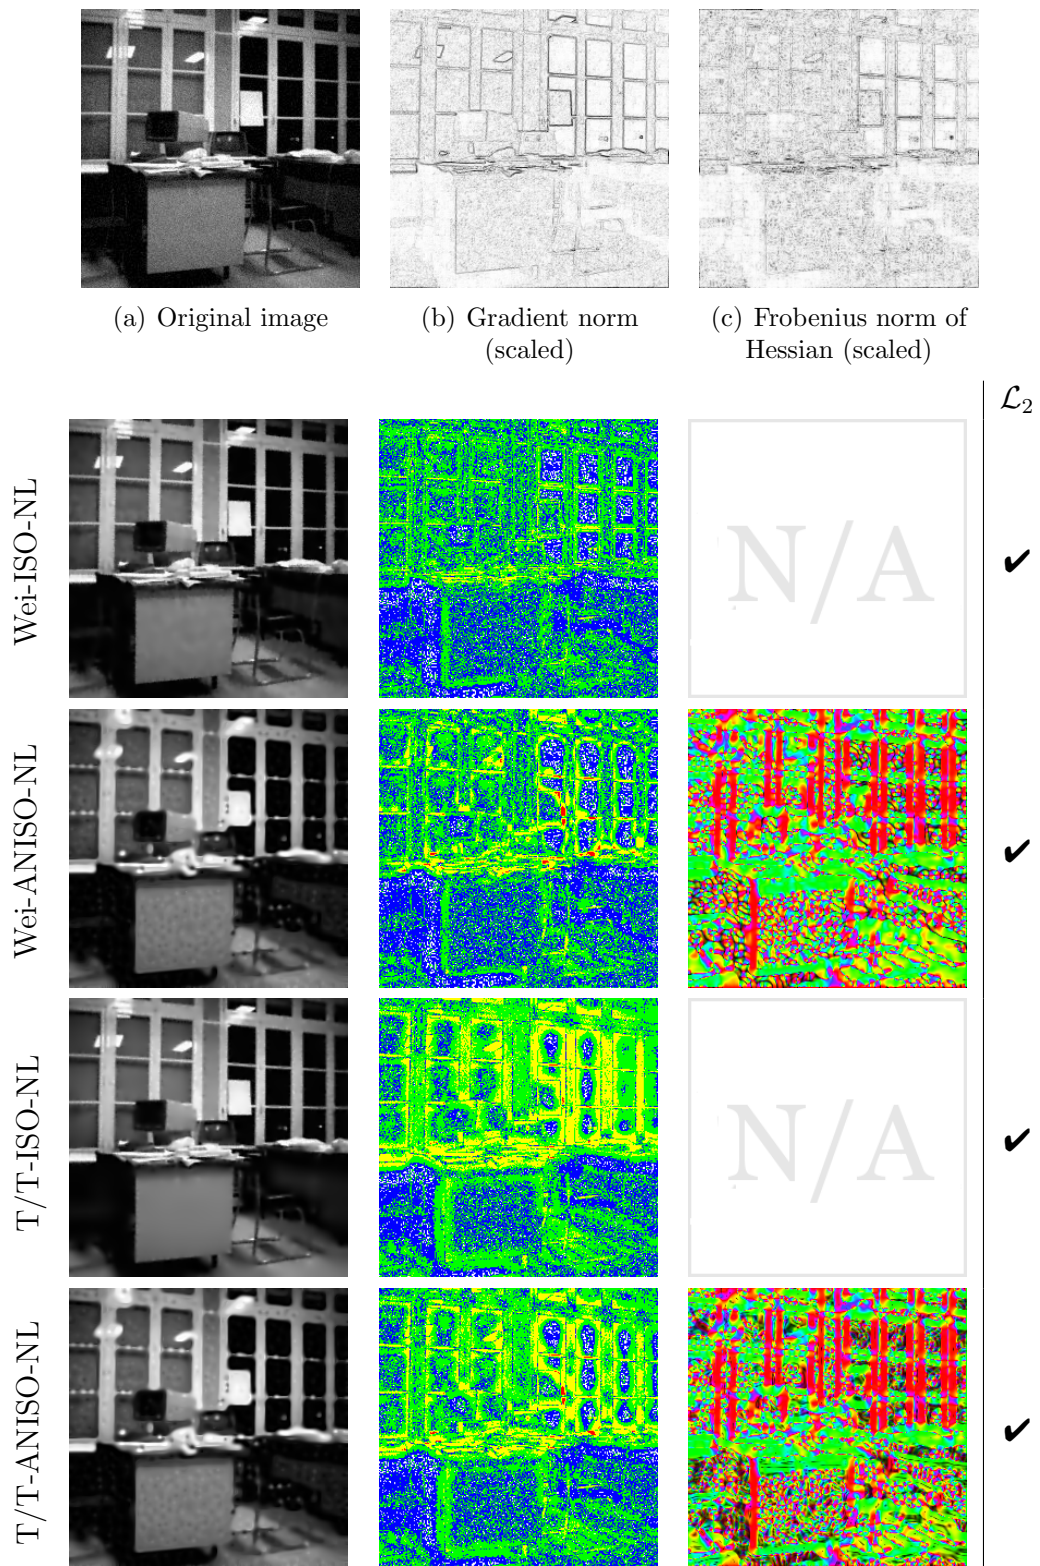 (a) Original image
(b) Gradient norm
(scaled)
(c) Frobenius norm of
Hessian (scaled)
ℒ₂
Wei-ISO-NL
N/A
✔
Wei-ANISO-NL
✔
T/T-ISO-NL
N/A
✔
T/T-ANISO-NL
✔